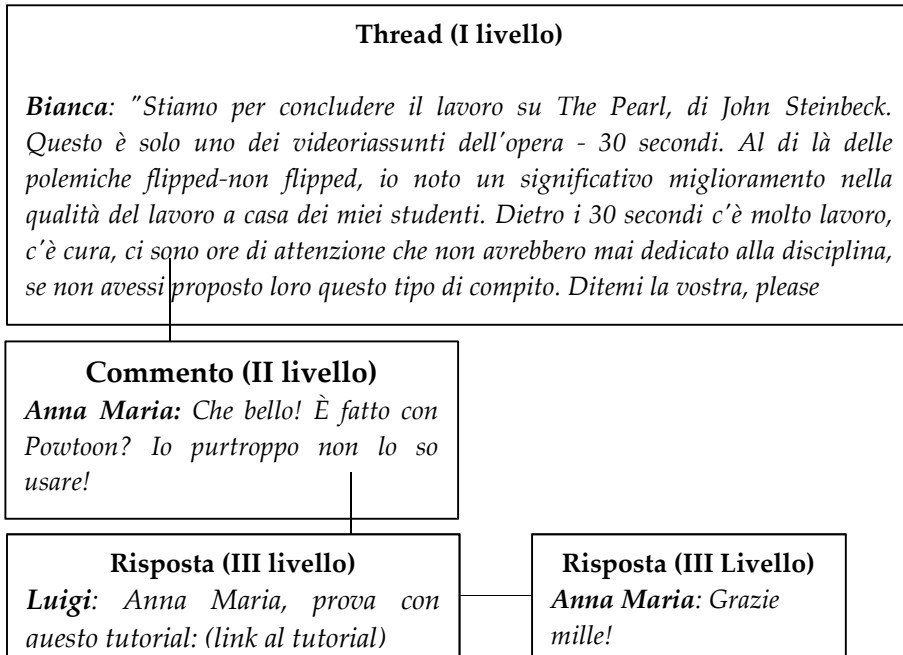 Thread (I livello)
Bianca: "Stiamo per concludere il lavoro su The Pearl, di John Steinbeck.
Questo è solo uno dei videoriassunti dell'opera - 30 secondi. Al di là delle
polemiche flipped-non flipped, io noto un significativo miglioramento nella
qualità del lavoro a casa dei miei studenti. Dietro i 30 secondi c'è molto lavoro,
c'è cura, ci sono ore di attenzione che non avrebbero mai dedicato alla disciplina,
se non avessi proposto loro questo tipo di compito. Ditemi la vostra, please
Commento (II livello)
Anna Maria: Che bello! È fatto con
Powtoon? Io purtroppo non lo so
usare!
Risposta (III livello)
Luigi: Anna Maria, prova con
questo tutorial: (link al tutorial)
Risposta (III Livello)
Anna Maria: Grazie
mille!